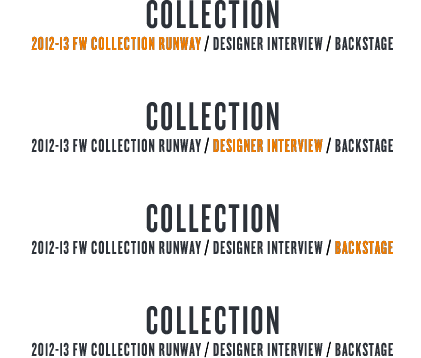 COLLECTION
2012-13 FW COLLECTION RUNWAY / DESIGNER INTERVIEW / BACKSTAGE
COLLECTION
2012-13 FW COLLECTION RUNWAY / DESIGNER INTERVIEW / BACKSTAGE
COLLECTION
2012-13 FW COLLECTION RUNWAY / DESIGNER INTERVIEW / BACKSTAGE
COLLECTION
2012-13 FW COLLECTION RUNWAY / DESIGNER INTERVIEW / BACKSTAGE